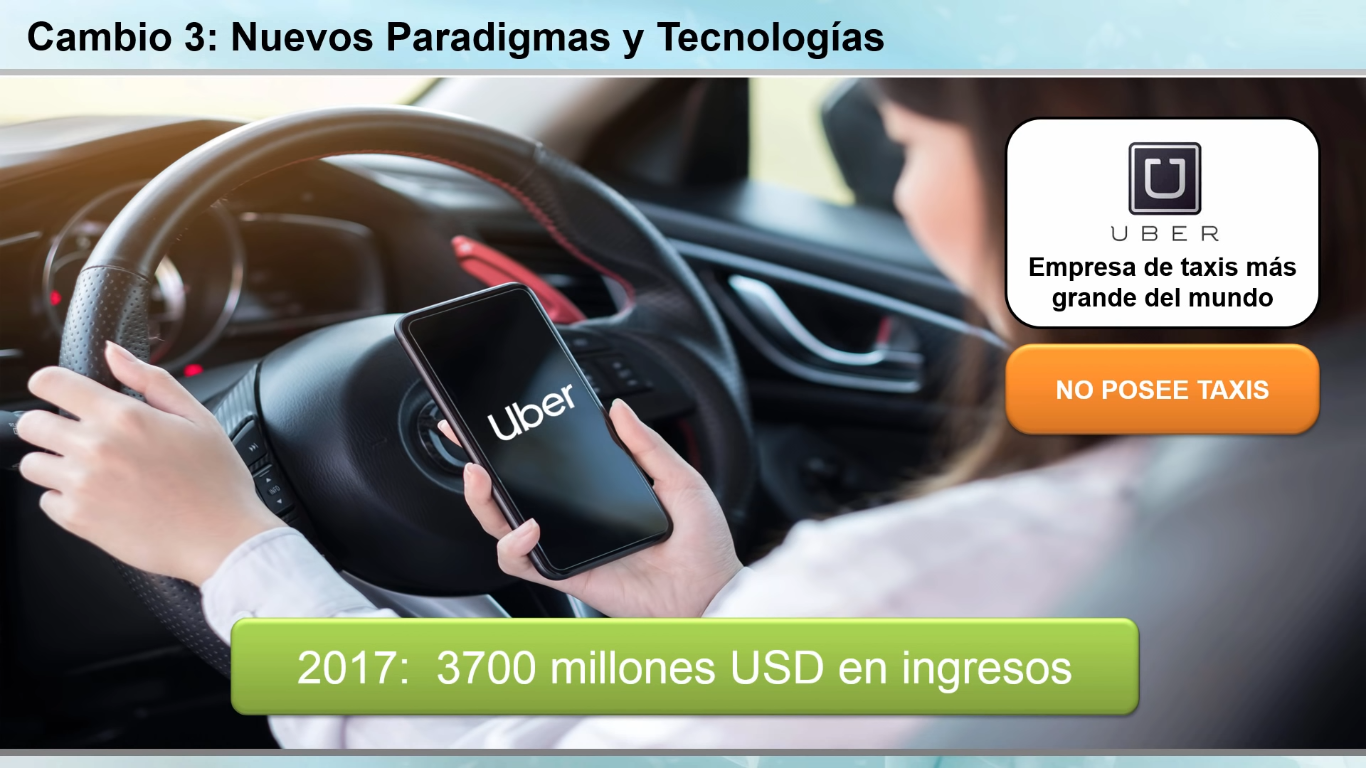 Cambio 3: Nuevos Paradigmas y Tecnologías
UBER
Empresa de taxis más
grande del mundo
NO POSEE TAXIS
Uber
2017: 3700 millones USD en ingresos